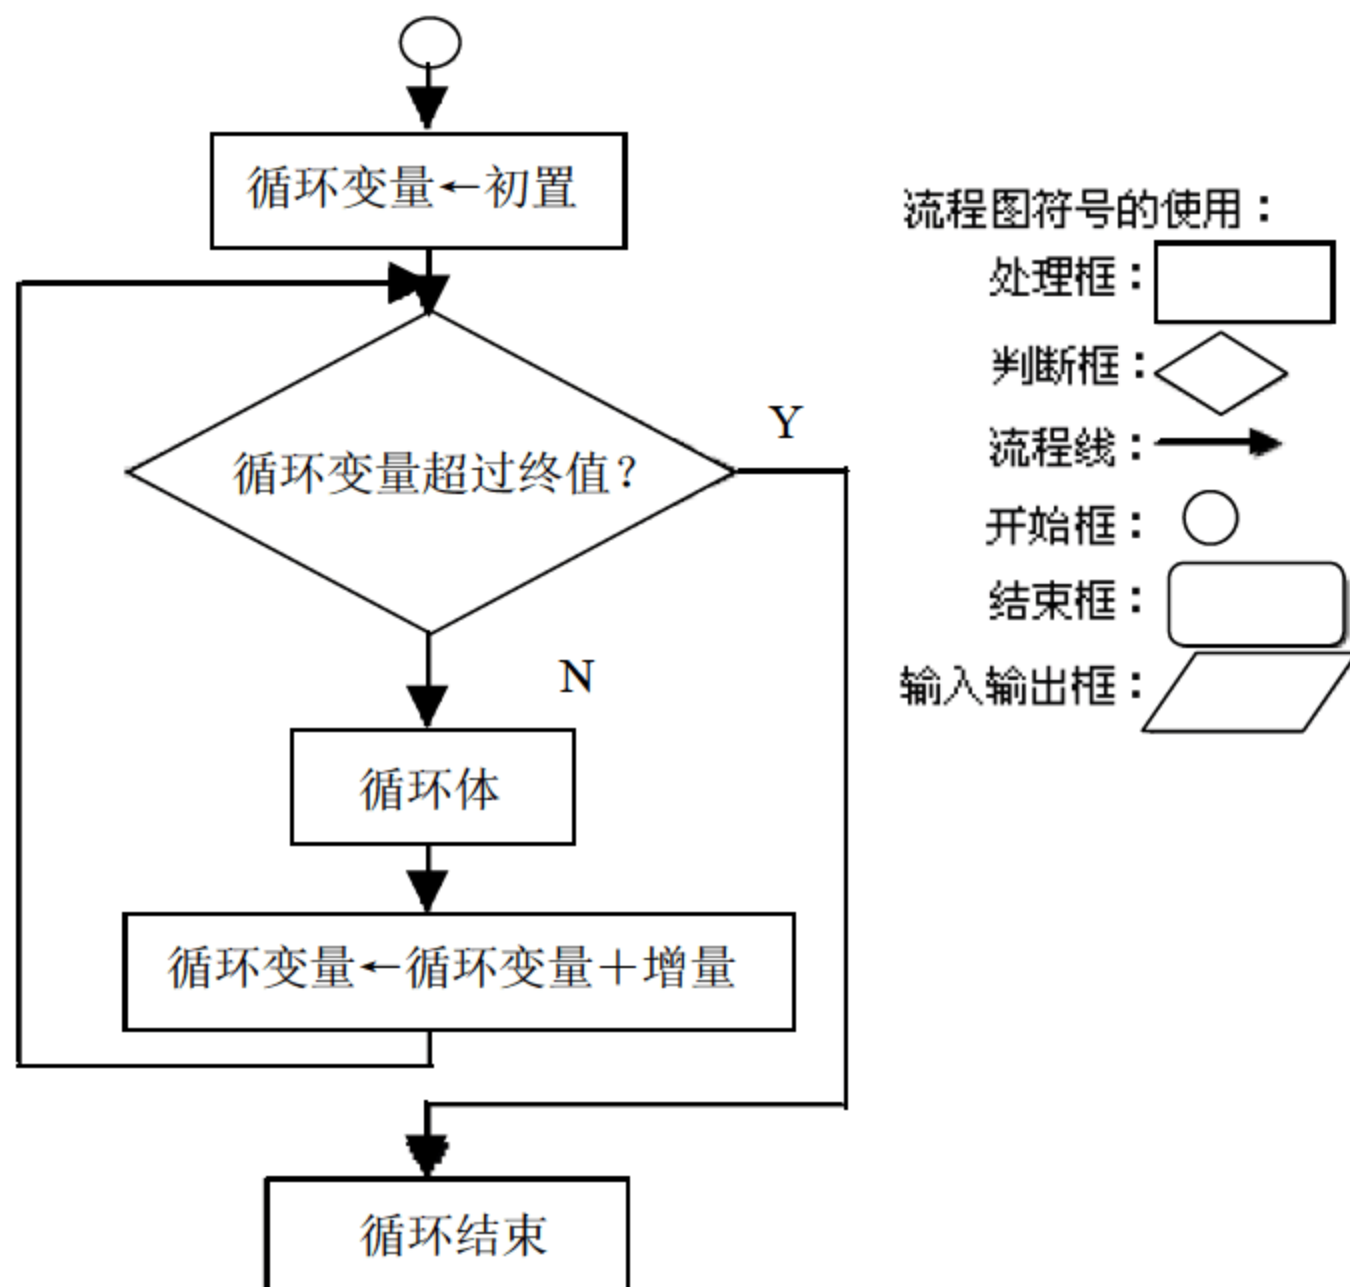 循环变量←初置
循环变量超过终值?
Y
N
循环体
循环变量←循环变量＋增量
循环结束
流程图符号的使用：
处理框：
判断框：
流程线：
开始框：
结束框：
输入输出框：